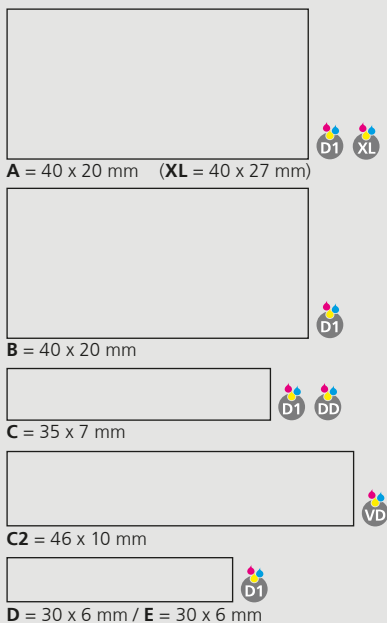 D1 XL
A = 40 x 20 mm (XL = 40 x 27 mm)
D1
B = 40 x 20 mm
D1 DD
C = 35 x 7 mm
VD
C2 = 46 x 10 mm
D1
D = 30 x 6 mm / E = 30 x 6 mm